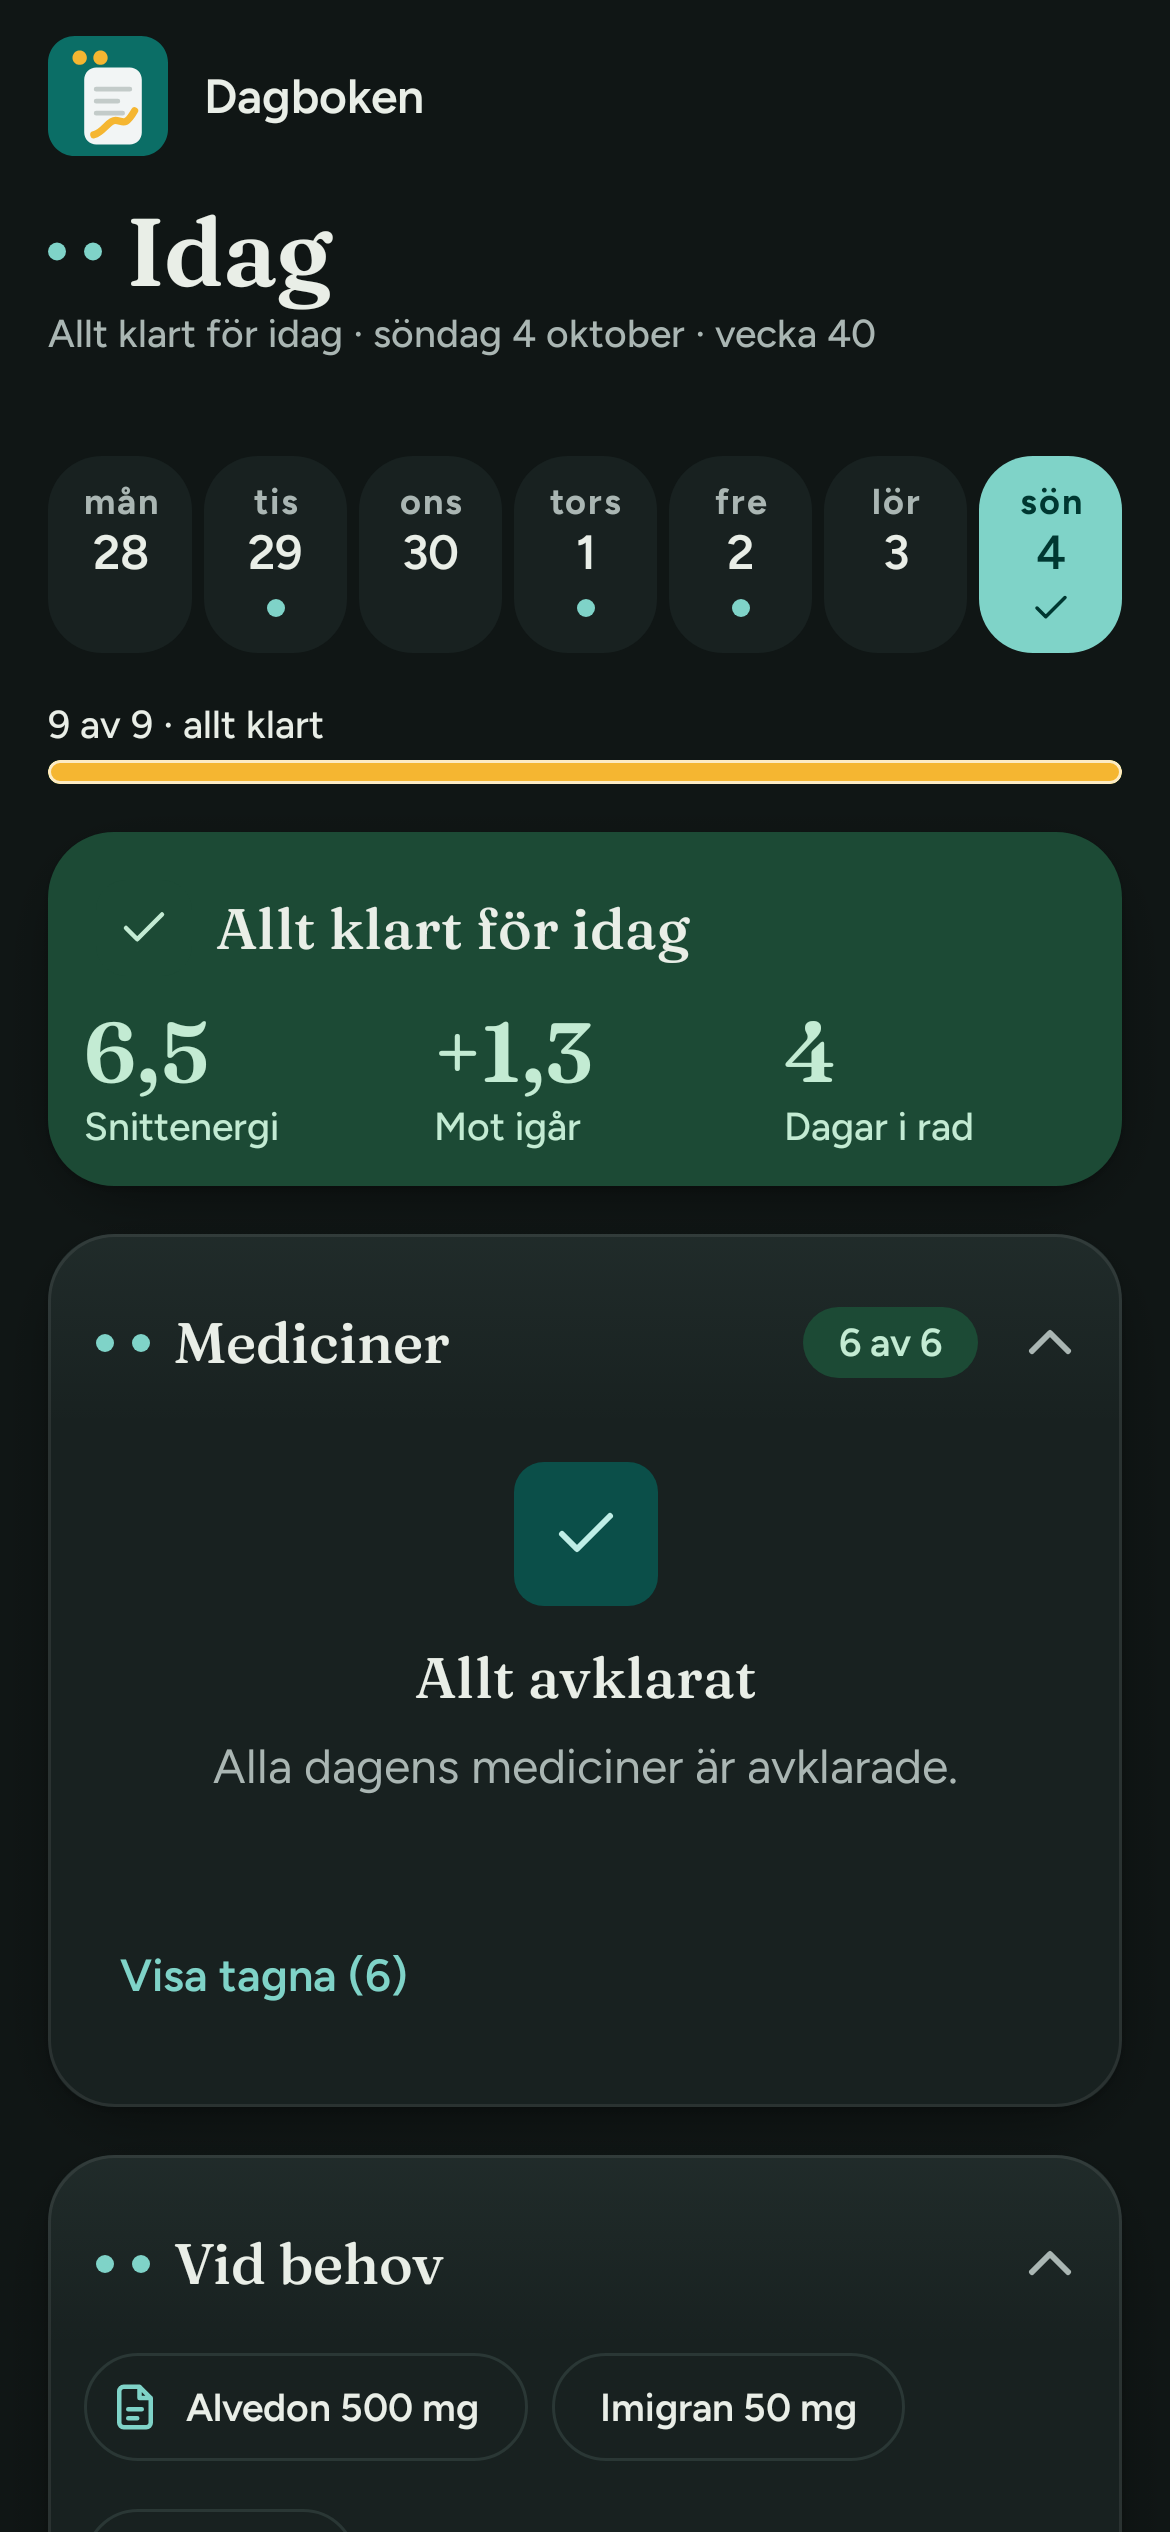 Dagboken
Idag
Allt klart för idag · söndag 4 oktober · vecka 40
mån tis ons tors fre lör sön
28 29 30 1 2 3 4
9 av 9 · allt klart
Allt klart för idag
6,5 +1,3 4
Snittenergi Mot igår Dagar i rad
Mediciner 6 av 6
Allt avklarat
Alla dagens mediciner är avklarade.
Visa tagna (6)
Vid behov
Alvedon 500 mg Imigran 50 mg